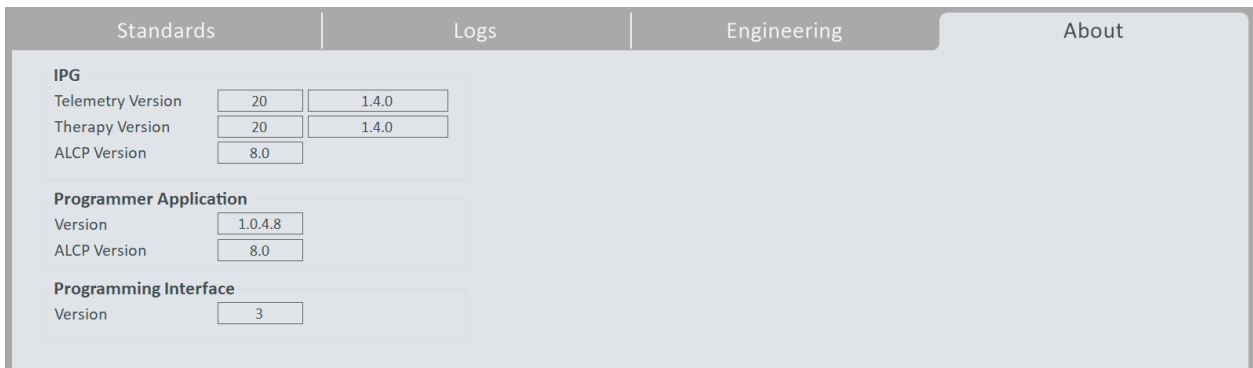 Standards Logs Engineering About
IPG
Telemetry Version 20 1.4.0
Therapy Version 20 1.4.0
ALCP Version 8.0
Programmer Application
Version 1.0.4.8
ALCP Version 8.0
Programming Interface
Version 3